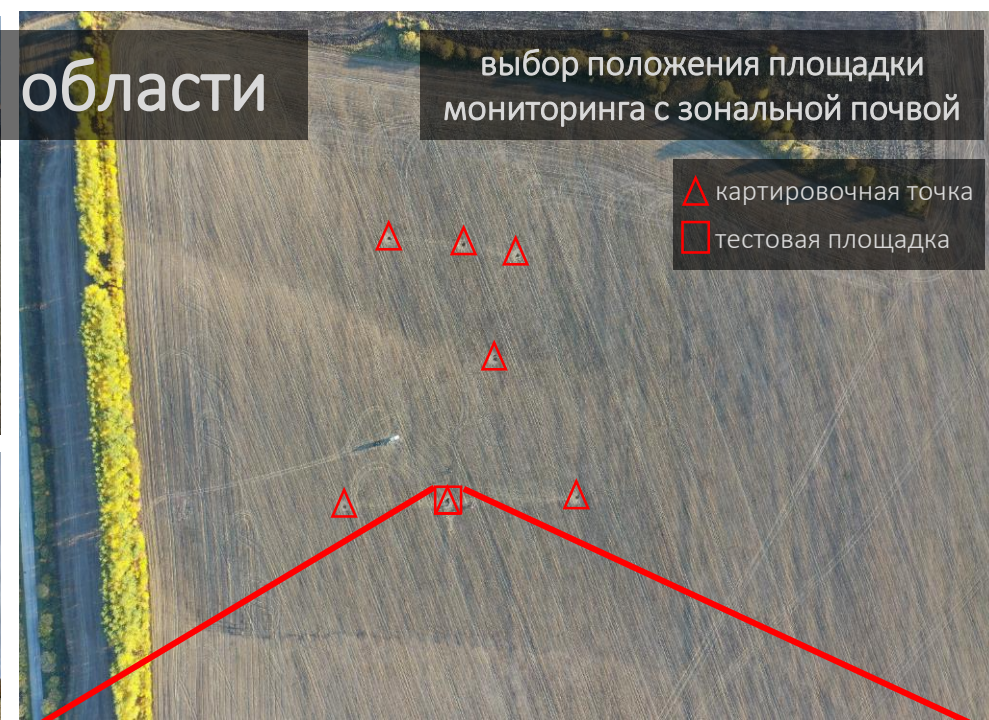 области
выбор положения площадки
мониторинга с зональной почвой
картировочная точка
тестовая площадка